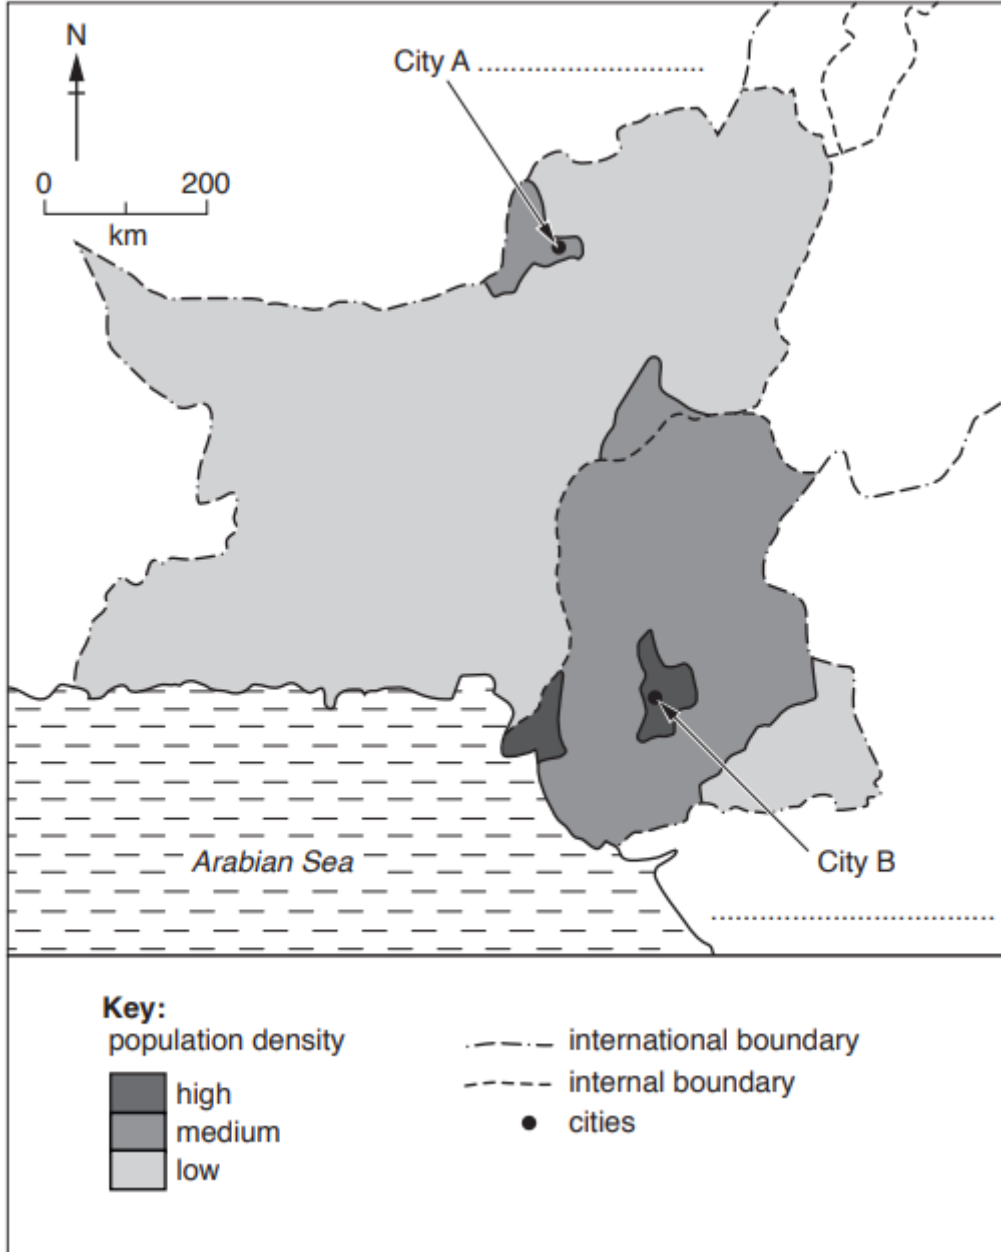 N
City A ............................
0 200
km
Arabian Sea
City B
...................................
Key:
population density
high
medium
low
international boundary
internal boundary
cities